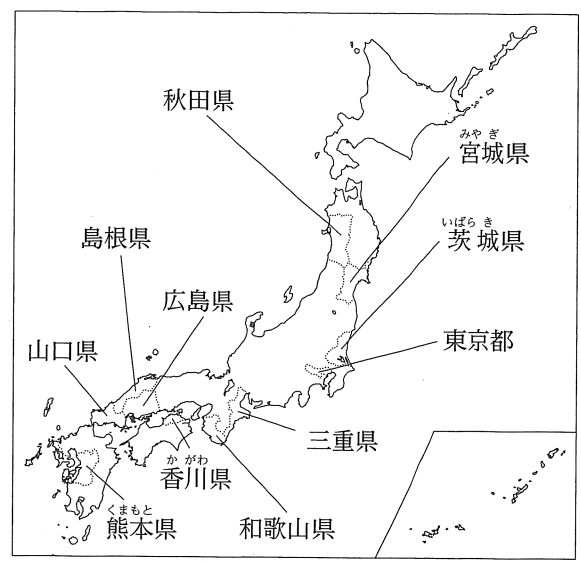 秋田県
みやぎ
宮城県
いばらき
茨城県
島根県
広島県
山口県
東京都
三重県
かがわ
香川県
くまもと
熊本県
和歌山県